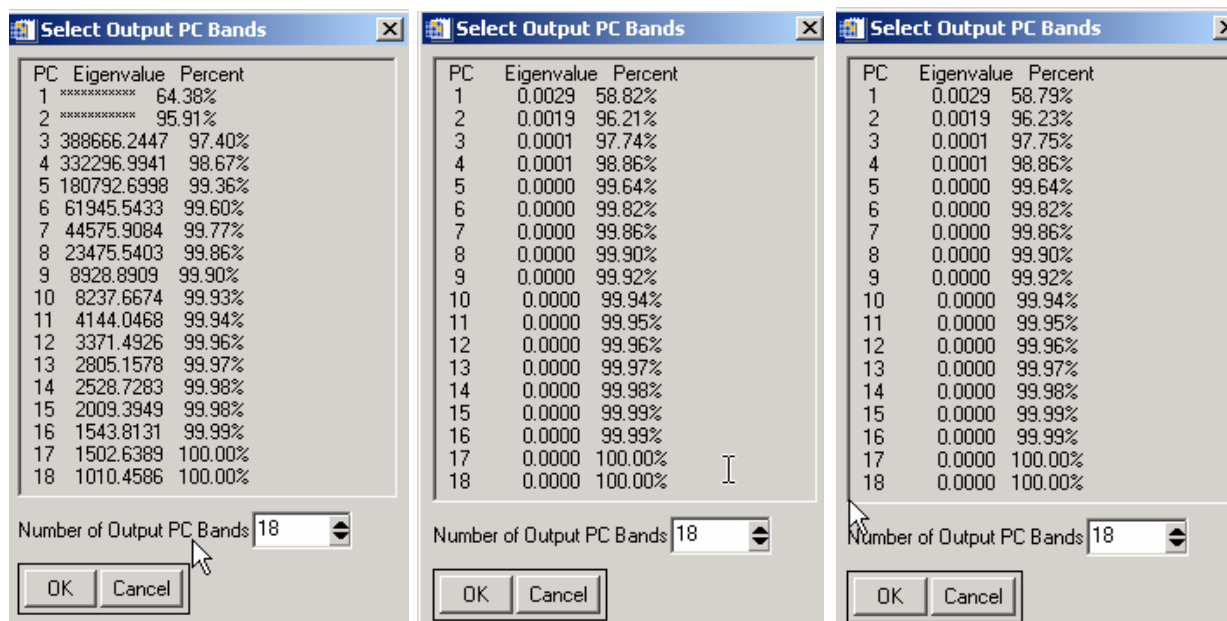 Select Output PC Bands
PC Eigenvalue Percent
1 *********** 64.38%
2 *********** 95.91%
3 388666.2447 97.40%
4 332296.9941 98.67%
5 180792.6998 99.36%
6 61945.5433 99.60%
7 44575.9084 99.77%
8 23475.5403 99.86%
9 8928.8909 99.90%
10 8237.6674 99.93%
11 4144.0468 99.94%
12 3371.4926 99.96%
13 2805.1578 99.97%
14 2528.7283 99.98%
15 2009.3949 99.98%
16 1543.8131 99.99%
17 1502.6389 100.00%
18 1010.4586 100.00%
Number of Output PC Bands 18
OK Cancel
Select Output PC Bands
PC Eigenvalue Percent
1 0.0029 58.82%
2 0.0019 96.21%
3 0.0001 97.74%
4 0.0001 98.86%
5 0.0000 99.64%
6 0.0000 99.82%
7 0.0000 99.86%
8 0.0000 99.90%
9 0.0000 99.92%
10 0.0000 99.94%
11 0.0000 99.95%
12 0.0000 99.96%
13 0.0000 99.97%
14 0.0000 99.98%
15 0.0000 99.99%
16 0.0000 99.99%
17 0.0000 100.00%
18 0.0000 100.00%
Number of Output PC Bands 18
OK Cancel
Select Output PC Bands
PC Eigenvalue Percent
1 0.0029 58.79%
2 0.0019 96.23%
3 0.0001 97.75%
4 0.0001 98.86%
5 0.0000 99.64%
6 0.0000 99.82%
7 0.0000 99.86%
8 0.0000 99.90%
9 0.0000 99.92%
10 0.0000 99.94%
11 0.0000 99.95%
12 0.0000 99.96%
13 0.0000 99.97%
14 0.0000 99.98%
15 0.0000 99.99%
16 0.0000 99.99%
17 0.0000 100.00%
18 0.0000 100.00%
Number of Output PC Bands 18
OK Cancel